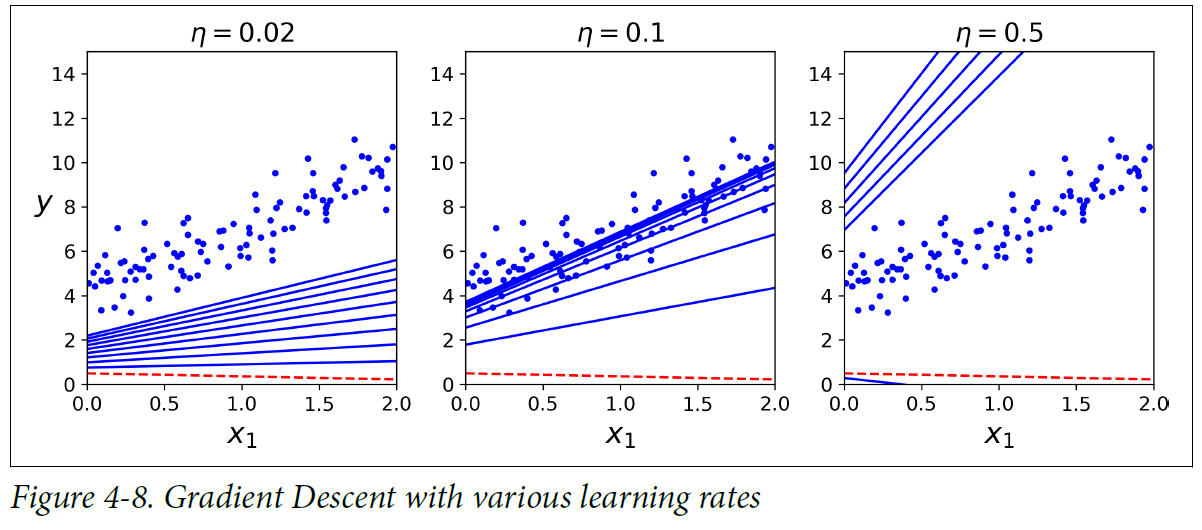 η = 0.02
η = 0.1
η = 0.5
14
12
10
8
6
4
2
0
y
0.0 0.5 1.0 1.5 2.0
x₁
14
12
10
8
6
4
2
0
0.0 0.5 1.0 1.5 2.0
x₁
14
12
10
8
6
4
2
0
0.0 0.5 1.0 1.5 2.0
x₁
Figure 4-8. Gradient Descent with various learning rates